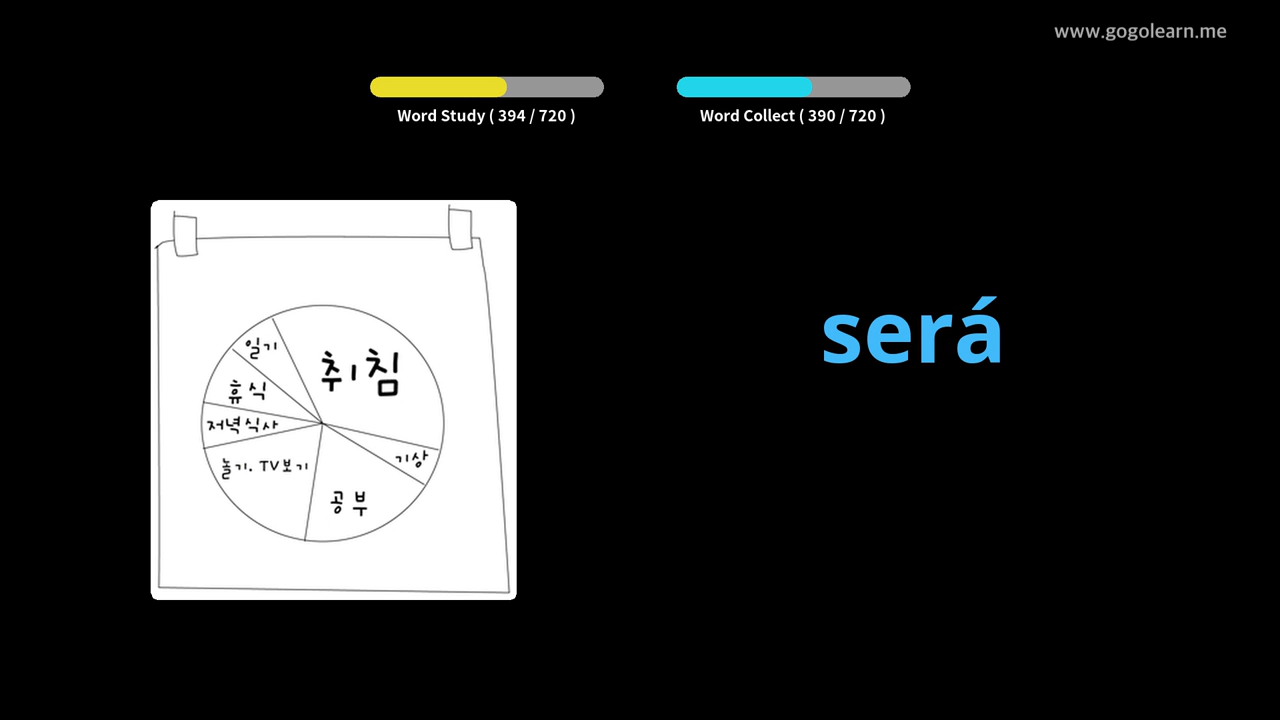 www.gogolearn.me
Word Study ( 394 / 720 )
Word Collect ( 390 / 720 )
일기
취침
휴식
저녁식사
놀기. TV보기
기상
공부
será